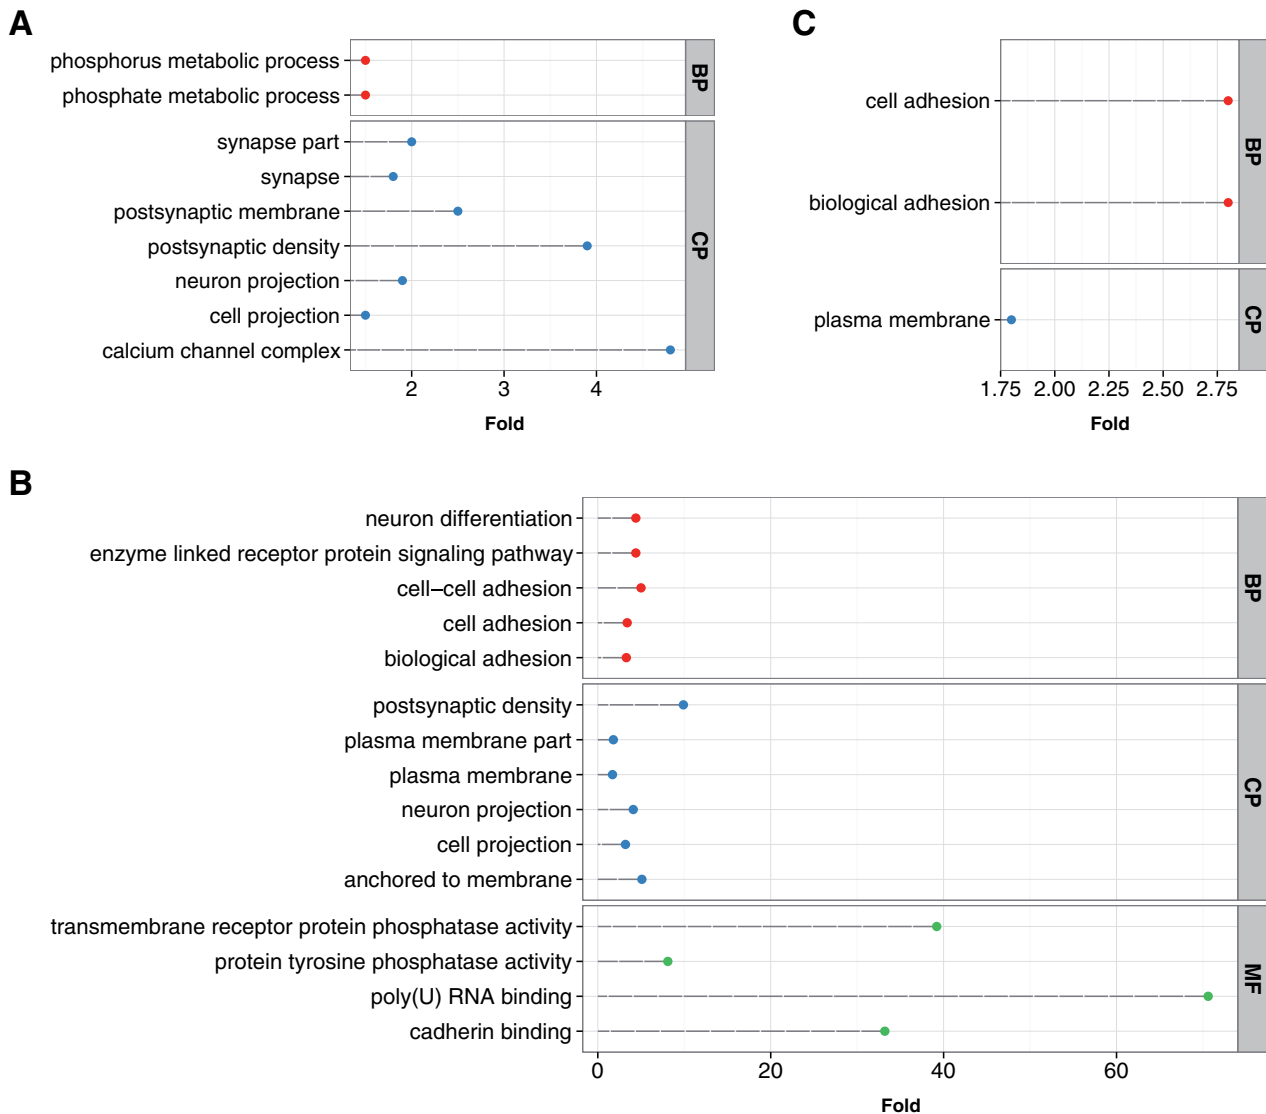 A
phosphorus metabolic process
phosphate metabolic process
BP
synapse part
synapse
postsynaptic membrane
postsynaptic density
neuron projection
cell projection
calcium channel complex
CP
2 3 4
Fold
C
cell adhesion
biological adhesion
BP
plasma membrane
CP
1.75 2.00 2.25 2.50 2.75
Fold
B
neuron differentiation
enzyme linked receptor protein signaling pathway
cell–cell adhesion
cell adhesion
biological adhesion
BP
postsynaptic density
plasma membrane part
plasma membrane
neuron projection
cell projection
anchored to membrane
CP
transmembrane receptor protein phosphatase activity
protein tyrosine phosphatase activity
poly(U) RNA binding
cadherin binding
MF
0 20 40 60
Fold